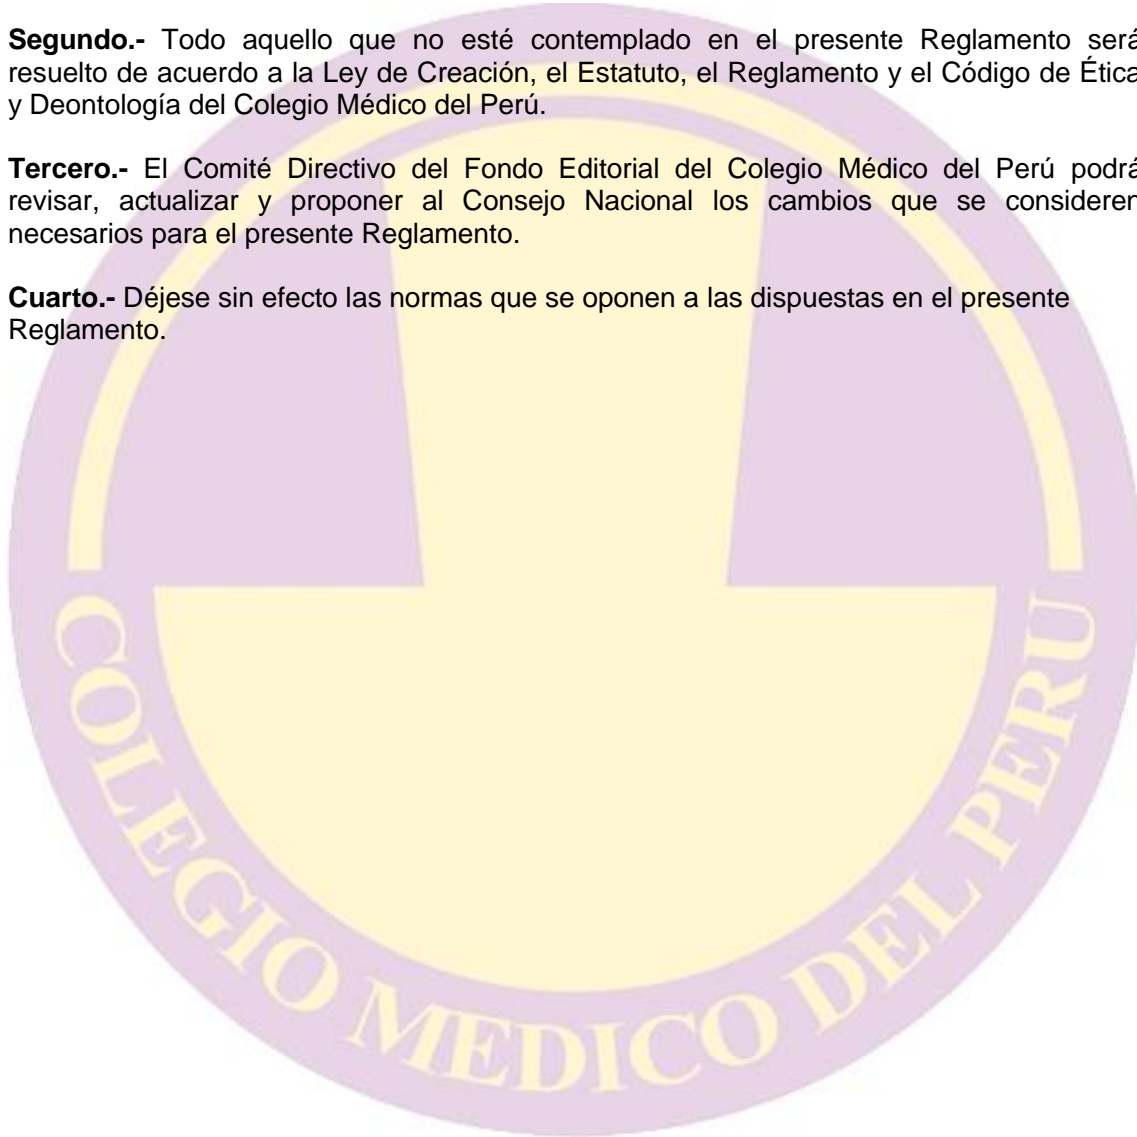 Segundo.- Todo aquello que no esté contemplado en el presente Reglamento será
resuelto de acuerdo a la Ley de Creación, el Estatuto, el Reglamento y el Código de Ética
y Deontología del Colegio Médico del Perú.
Tercero.- El Comité Directivo del Fondo Editorial del Colegio Médico del Perú podrá
revisar, actualizar y proponer al Consejo Nacional los cambios que se consideren
necesarios para el presente Reglamento.
Cuarto.- Déjese sin efecto las normas que se oponen a las dispuestas en el presente
Reglamento.
COLEGIO MEDICO DEL PERU